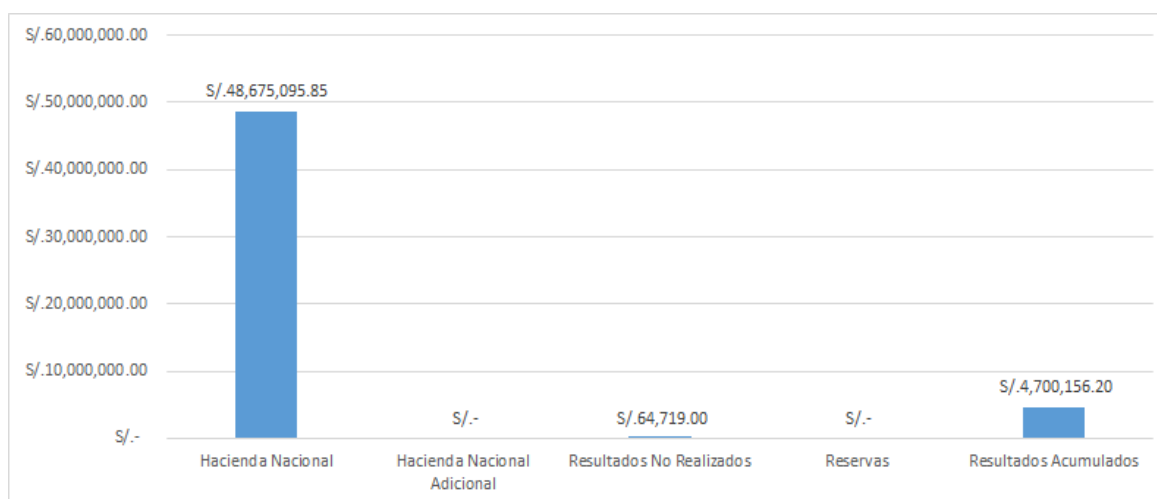 S/.60,000,000.00
S/.50,000,000.00
S/.40,000,000.00
S/.30,000,000.00
S/.20,000,000.00
S/.10,000,000.00
S/.-
S/.48,675,095.85
S/.-
S/.64,719.00
S/.-
S/.4,700,156.20
Hacienda Nacional
Hacienda Nacional
Adicional
Resultados No Realizados
Reservas
Resultados Acumulados